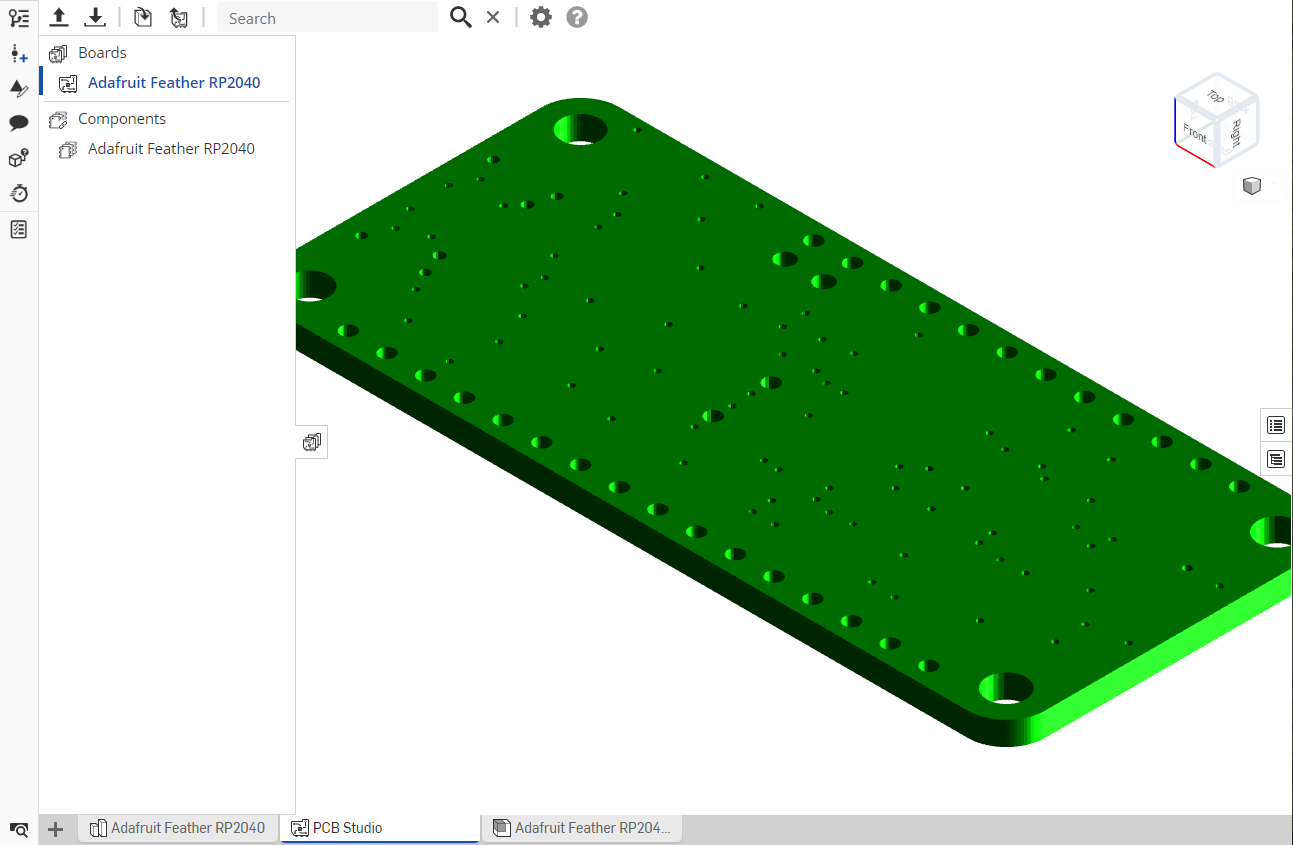 Search
Boards
Adafruit Feather RP2040
Components
Adafruit Feather RP2040
Top
Front
Right
Adafruit Feather RP2040
PCB Studio
Adafruit Feather RP204...